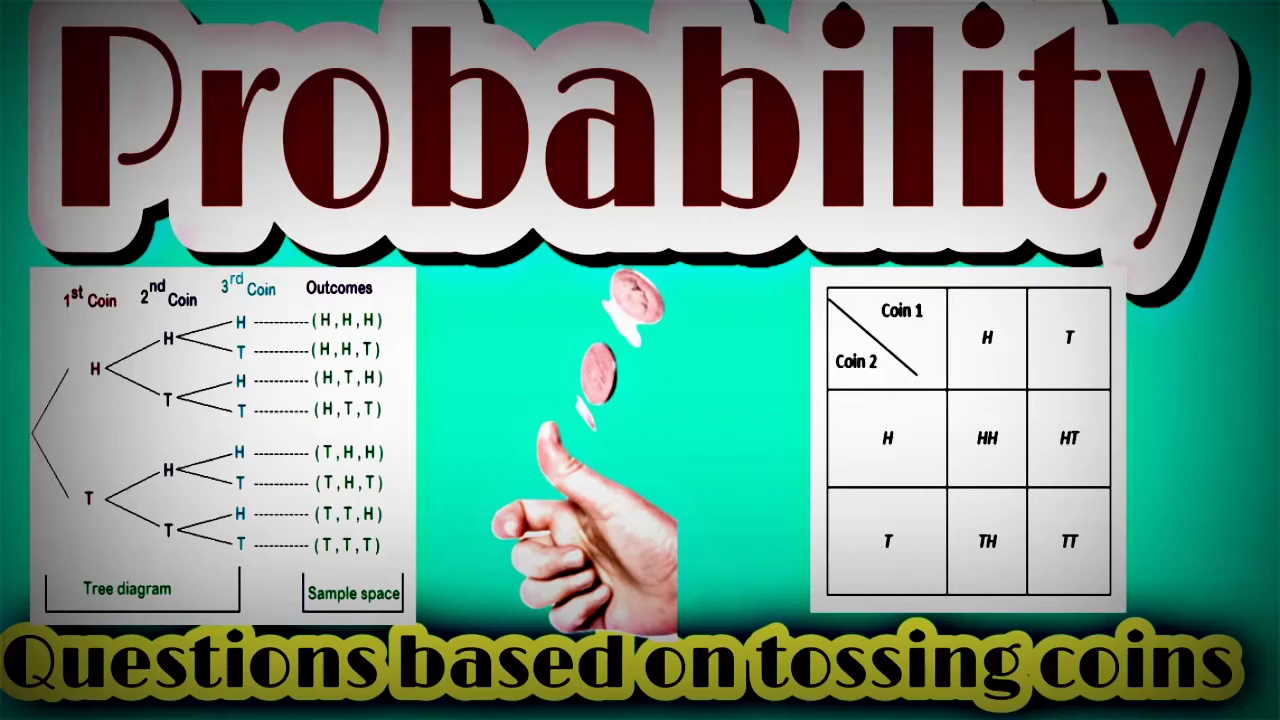 Probability
1st Coin 2nd Coin 3rd Coin Outcomes
H ---------- (H,H,H)
H
T ---------- (H,H,T)
H
H ---------- (H,T,H)
T
T ---------- (H,T,T)
H ---------- (T,H,H)
H
T ---------- (T,H,T)
T
H ---------- (T,T,H)
T
T ---------- (T,T,T)
Tree diagram
Sample space
Coin 1
Coin 2
H T
H HH HT
T TH TT
Questions based on tossing coins